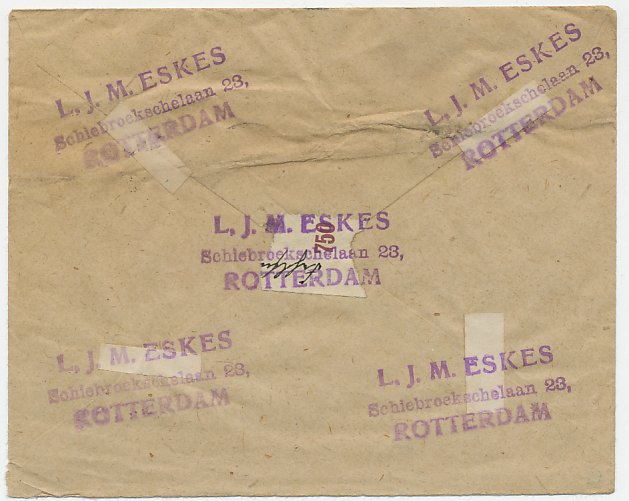 L. J. M. ESKES
Schiebroekschelaan 23,
ROTTERDAM
L. J. M. ESKES
Schiebroekschelaan 23,
ROTTERDAM
L. J. M. ESKES
Schiebroekschelaan 23,
ROTTERDAM
750
L. J. M. ESKES
Schiebroekschelaan 23,
ROTTERDAM
L. J. M. ESKES
Schiebroekschelaan 23,
ROTTERDAM